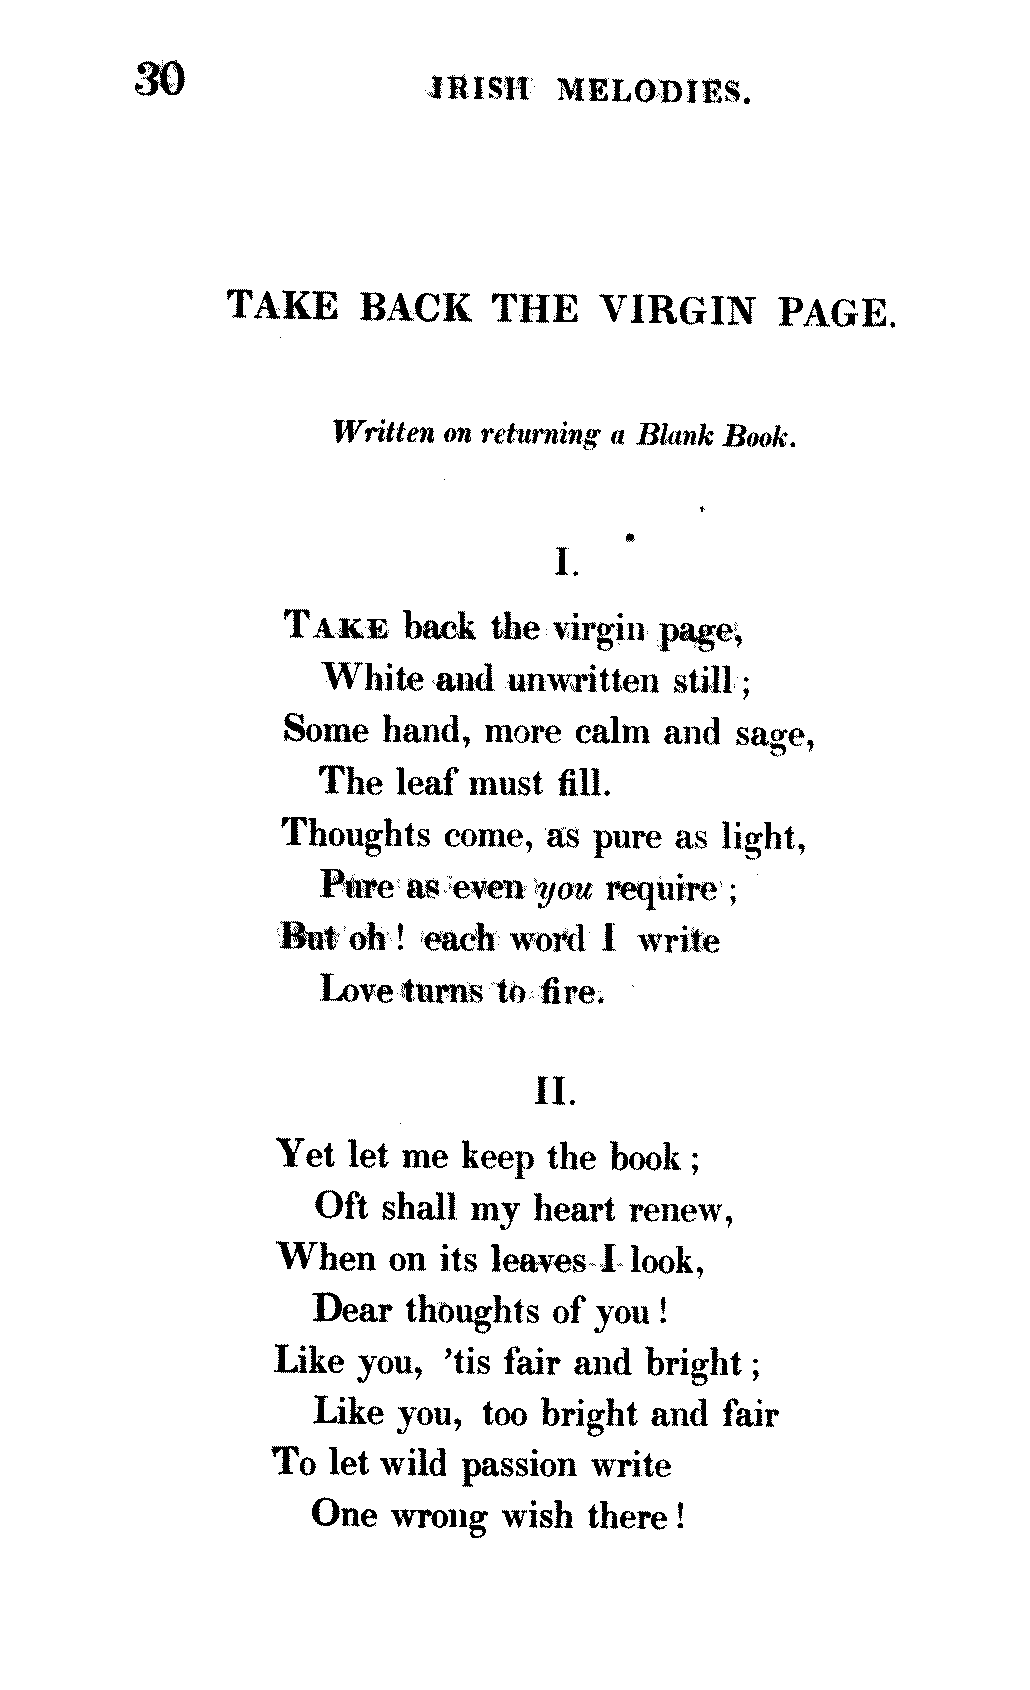 30 IRISH MELODIES.
TAKE BACK THE VIRGIN PAGE.
Written on returning a Blank Book.
I.
TAKE back the virgin page,
White and unwritten still ;
Some hand, more calm and sage,
The leaf must fill.
Thoughts come, as pure as light,
Pure as even you require ;
But oh ! each word I write
Love turns to fire.
II.
Yet let me keep the book ;
Oft shall my heart renew,
When on its leaves I look,
Dear thoughts of you !
Like you, 'tis fair and bright ;
Like you, too bright and fair
To let wild passion write
One wrong wish there !